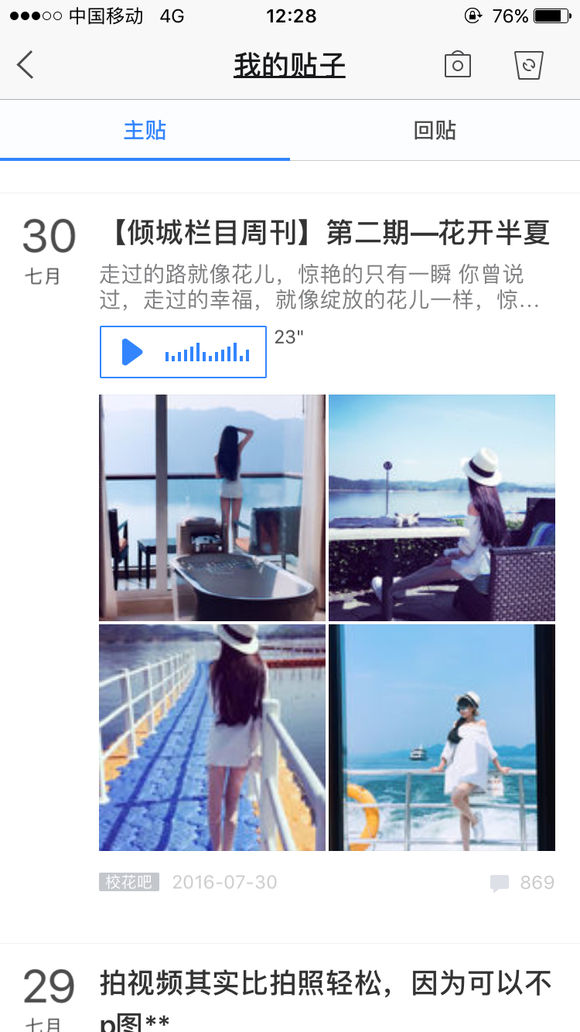 中国移动 4G 12:28 76%
我的贴子
主贴 回贴
30 【倾城栏目周刊】第二期—花开半夏
七月 走过的路就像花儿，惊艳的只有一瞬 你曾说
过，走过的幸福，就像绽放的花儿一样，惊...
23"
校花吧 2016-07-30 869
29 拍视频其实比拍照轻松，因为可以不
七月 p图**